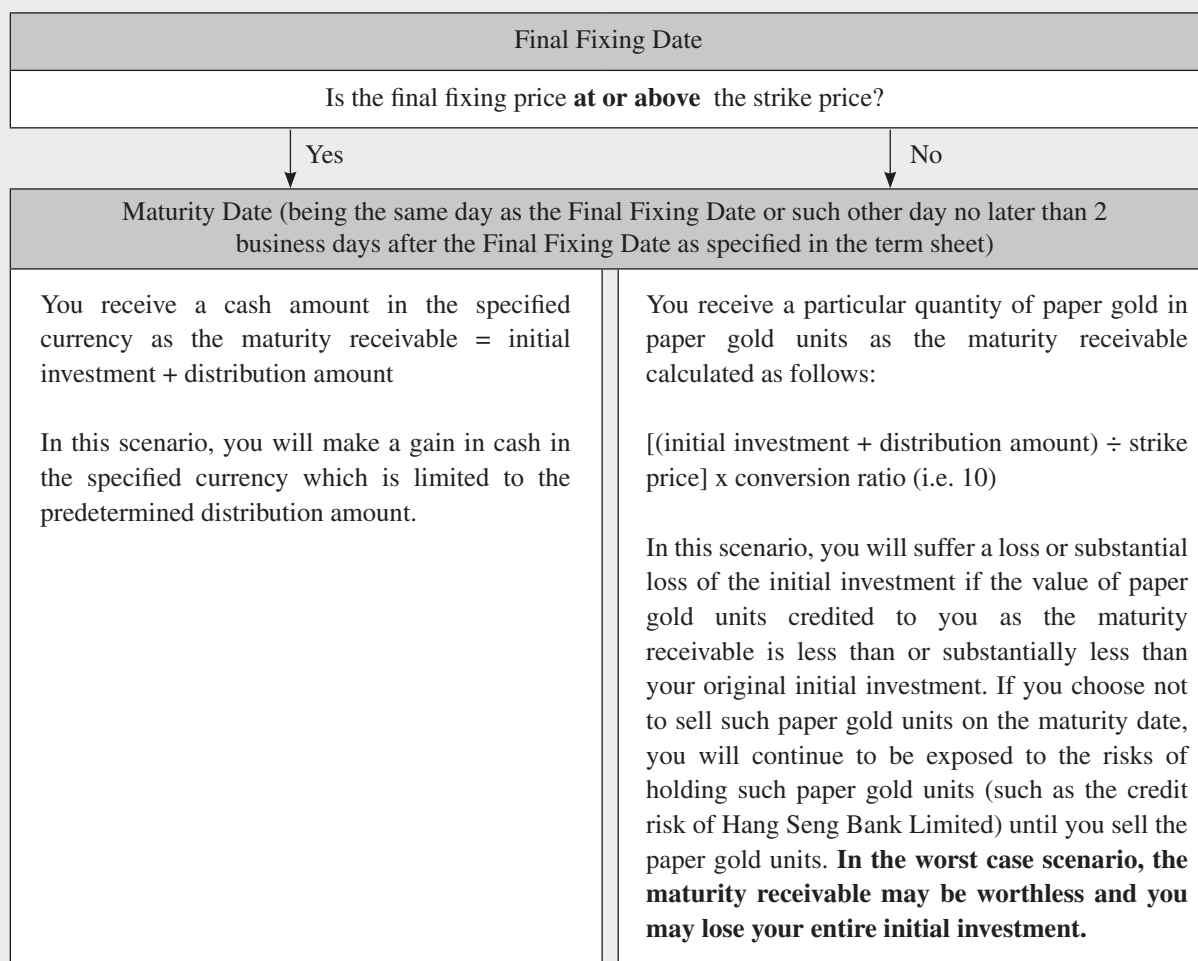 Final Fixing Date
Is the final fixing price at or above the strike price?
Yes
No
Maturity Date (being the same day as the Final Fixing Date or such other day no later than 2
business days after the Final Fixing Date as specified in the term sheet)
You receive a cash amount in the specified
currency as the maturity receivable = initial
investment + distribution amount
In this scenario, you will make a gain in cash in
the specified currency which is limited to the
predetermined distribution amount.
You receive a particular quantity of paper gold in
paper gold units as the maturity receivable
calculated as follows:
[(initial investment + distribution amount) ÷ strike
price] x conversion ratio (i.e. 10)
In this scenario, you will suffer a loss or substantial
loss of the initial investment if the value of paper
gold units credited to you as the maturity
receivable is less than or substantially less than
your original initial investment. If you choose not
to sell such paper gold units on the maturity date,
you will continue to be exposed to the risks of
holding such paper gold units (such as the credit
risk of Hang Seng Bank Limited) until you sell the
paper gold units. In the worst case scenario, the
maturity receivable may be worthless and you
may lose your entire initial investment.